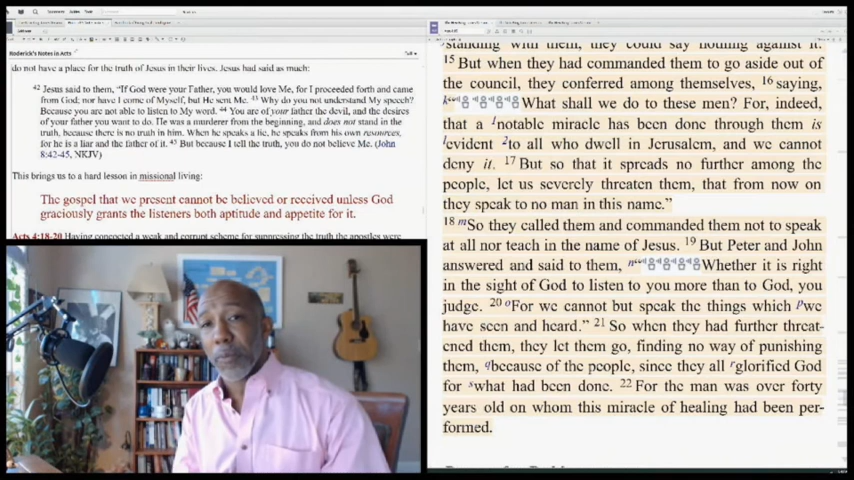 Roderick's Notes in Acts
do not have a place for the truth of Jesus in their lives. Jesus had said as much:
42 Jesus said to them, “If God were your Father, you would love Me, for I proceeded forth and came
from God; nor have I come of Myself, but He sent Me. 43 Why do you not understand My speech?
Because you are not able to listen to My word. 44 You are of your father the devil, and the desires
of your father you want to do. He was a murderer from the beginning, and does not stand in the
truth, because there is no truth in him. When he speaks a lie, he speaks from his own resources,
for he is a liar and the father of it. 45 But because I tell the truth, you do not believe Me. (John
8:42-45, NKJV)
This brings us to a hard lesson in missional living:
The gospel that we present cannot be believed or received unless God
graciously grants the listeners both aptitude and appetite for it.
Acts 4:18-20 Having concocted a weak and corrupt scheme for suppressing the truth the apostles were
standing with them, they could say nothing against it.
15 But when they had commanded them to go aside out of
the council, they conferred among themselves, 16 saying,
k“What shall we do to these men? For, indeed,
that a 1notable miracle has been done through them is
levident 2to all who dwell in Jerusalem, and we cannot
deny it. 17 But so that it spreads no further among the
people, let us severely threaten them, that from now on
they speak to no man in this name.”
18 mSo they called them and commanded them not to speak
at all nor teach in the name of Jesus. 19 But Peter and John
answered and said to them, n“Whether it is right
in the sight of God to listen to you more than to God, you
judge. 20 oFor we cannot but speak the things which pwe
have seen and heard.” 21 So when they had further threat-
ened them, they let them go, finding no way of punishing
them, qbecause of the people, since they all rglorified God
for swhat had been done. 22 For the man was over forty
years old on whom this miracle of healing had been per-
formed.